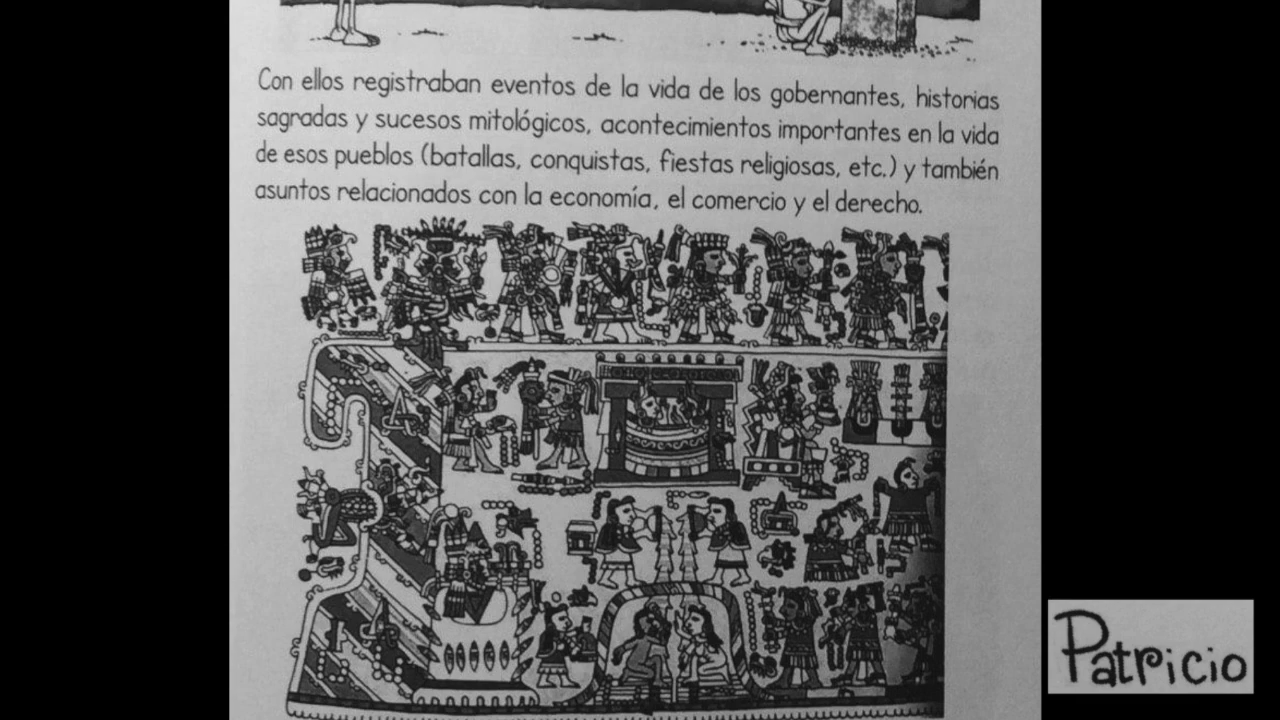 Con ellos registraban eventos de la vida de los gobernantes, historias
sagradas y sucesos mitológicos, acontecimientos importantes en la vida
de esos pueblos (batallas, conquistas, fiestas religiosas, etc.) y también
asuntos relacionados con la economía, el comercio y el derecho.
Patricio